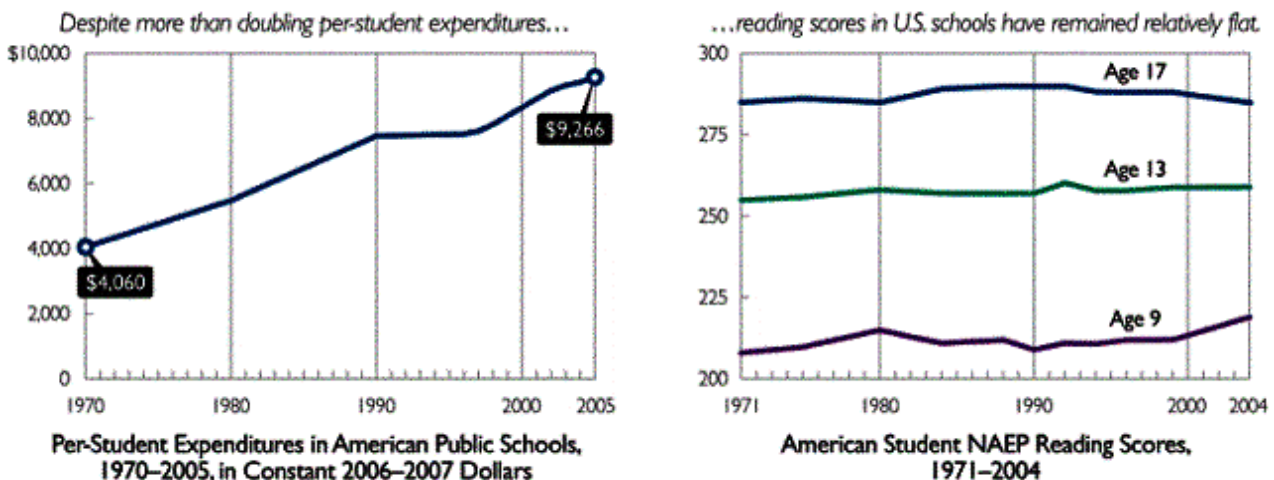 Despite more than doubling per-student expenditures…
$10,000
8,000
6,000
4,000
2,000
0
$9,266
$4,060
1970 1980 1990 2000 2005
Per-Student Expenditures in American Public Schools,
1970–2005, in Constant 2006–2007 Dollars
…reading scores in U.S. schools have remained relatively flat.
300
275
250
225
200
Age 17
Age 13
Age 9
1971 1980 1990 2000 2004
American Student NAEP Reading Scores,
1971–2004